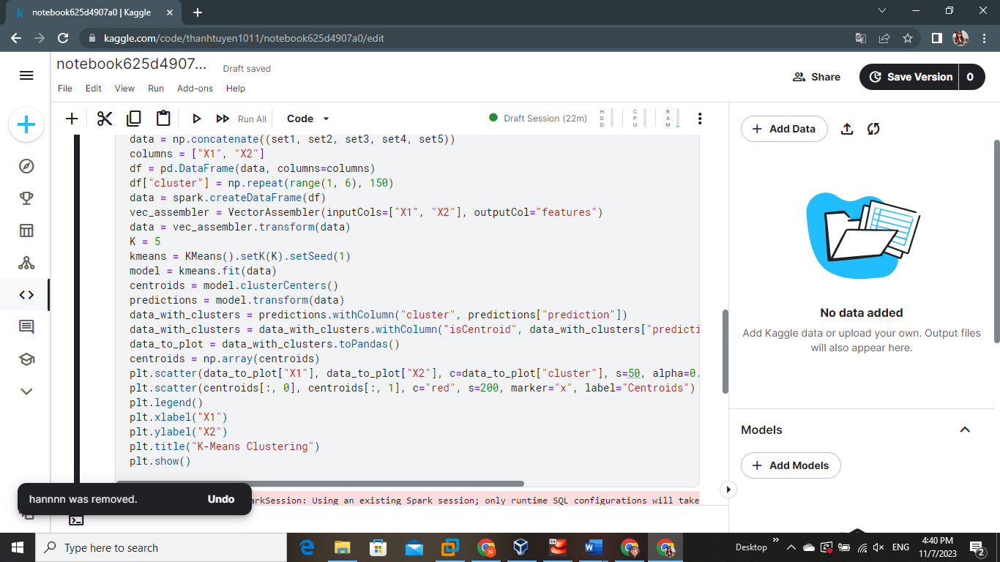 notebook625d4907a0 | Kaggle
kaggle.com/code/thanhtuyen1011/notebook625d4907a0/edit
notebook625d4907...
Draft saved
File Edit View Run Add-ons Help
Share
Save Version 0
Run All
Code
Draft Session (22m)
HDD
CPU
RAM
data = np.concatenate((set1, set2, set3, set4, set5))
columns = ["X1", "X2"]
df = pd.DataFrame(data, columns=columns)
df["cluster"] = np.repeat(range(1, 6), 150)
data = spark.createDataFrame(df)
vec_assembler = VectorAssembler(inputCols=["X1", "X2"], outputCol="features")
data = vec_assembler.transform(data)
K = 5
kmeans = KMeans().setK(K).setSeed(1)
model = kmeans.fit(data)
centroids = model.clusterCenters()
predictions = model.transform(data)
data_with_clusters = predictions.withColumn("cluster", predictions["prediction"])
data_with_clusters = data_with_clusters.withColumn("isCentroid", data_with_clusters["predicti
data_to_plot = data_with_clusters.toPandas()
centroids = np.array(centroids)
plt.scatter(data_to_plot["X1"], data_to_plot["X2"], c=data_to_plot["cluster"], s=50, alpha=0.
plt.scatter(centroids[:, 0], centroids[:, 1], c="red", s=200, marker="x", label="Centroids")
plt.legend()
plt.xlabel("X1")
plt.ylabel("X2")
plt.title("K-Means Clustering")
plt.show()
arkSession: Using an existing Spark session; only runtime SQL configurations will take
hannnn was removed.
Undo
Add Data
No data added
Add Kaggle data or upload your own. Output files
will also appear here.
Models
Add Models
Type here to search
Desktop
ENG
4:40 PM
11/7/2023
2